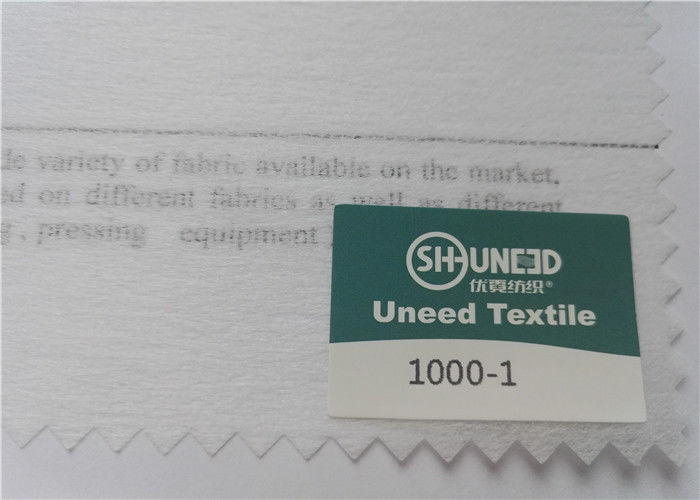 de variety of fabric available on the market.
ed on different fabrics as well as different
g, pressing equipment
SH-UNEED
优翼纺织®
Uneed Textile
1000-1